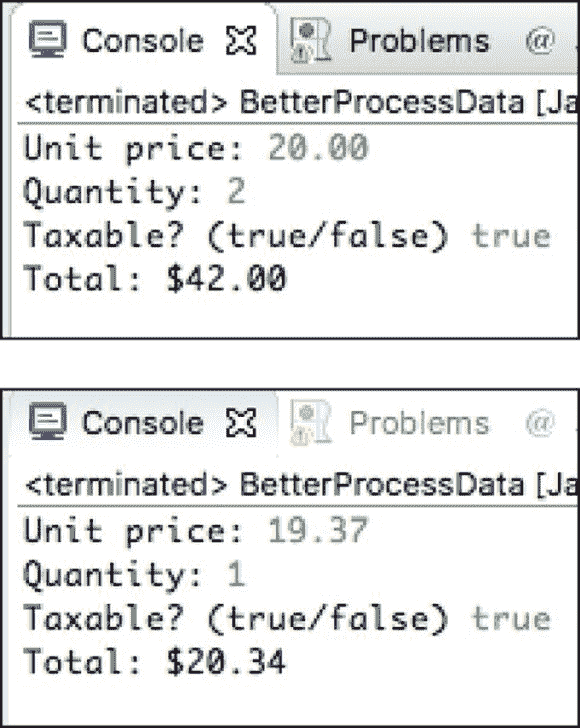 Console Problems @
<terminated> BetterProcessData [Ja
Unit price: 20.00
Quantity: 2
Taxable? (true/false) true
Total: $42.00
Console Problems @
<terminated> BetterProcessData [Ja
Unit price: 19.37
Quantity: 1
Taxable? (true/false) true
Total: $20.34